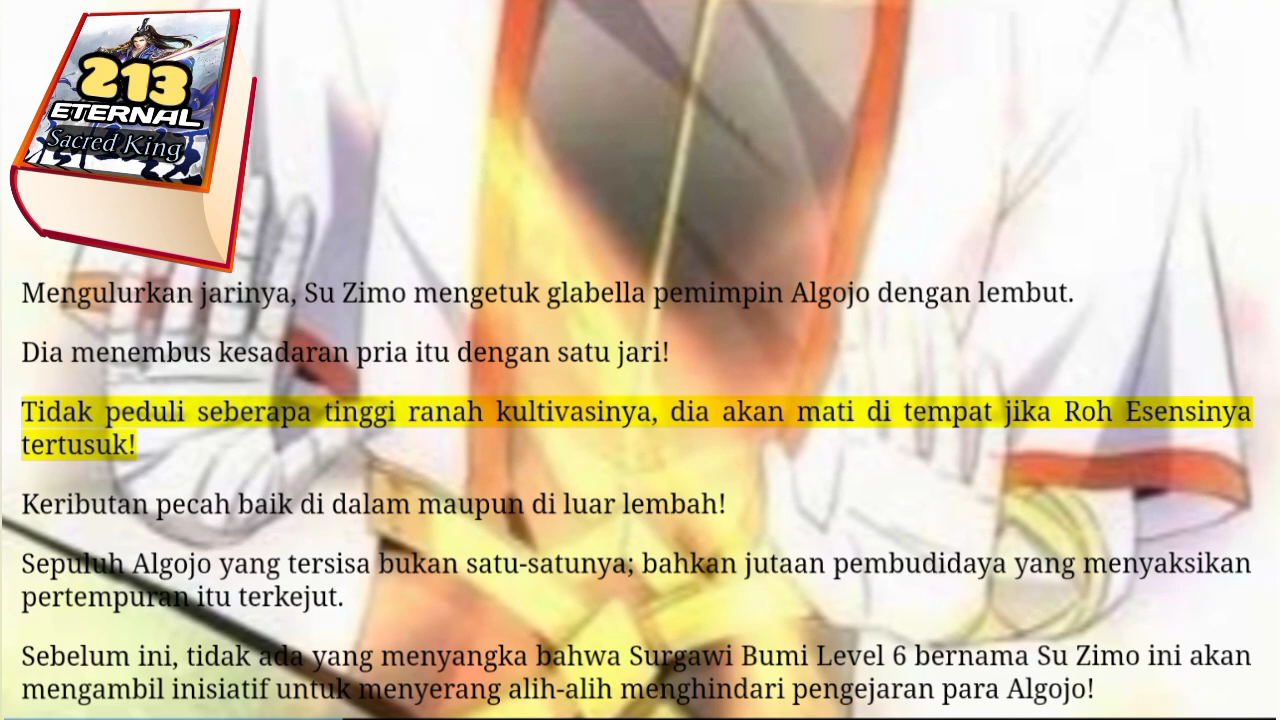 213
ETERNAL
Sacred King
Mengulurkan jarinya, Su Zimo mengetuk glabella pemimpin Algojo dengan lembut.
Dia menembus kesadaran pria itu dengan satu jari!
Tidak peduli seberapa tinggi ranah kultivasinya, dia akan mati di tempat jika Roh Esensinya
tertusuk!
Keributan pecah baik di dalam maupun di luar lembah!
Sepuluh Algojo yang tersisa bukan satu-satunya; bahkan jutaan pembudidaya yang menyaksikan
pertempuran itu terkejut.
Sebelum ini, tidak ada yang menyangka bahwa Surgawi Bumi Level 6 bernama Su Zimo ini akan
mengambil inisiatif untuk menyerang alih-alih menghindari pengejaran para Algojo!